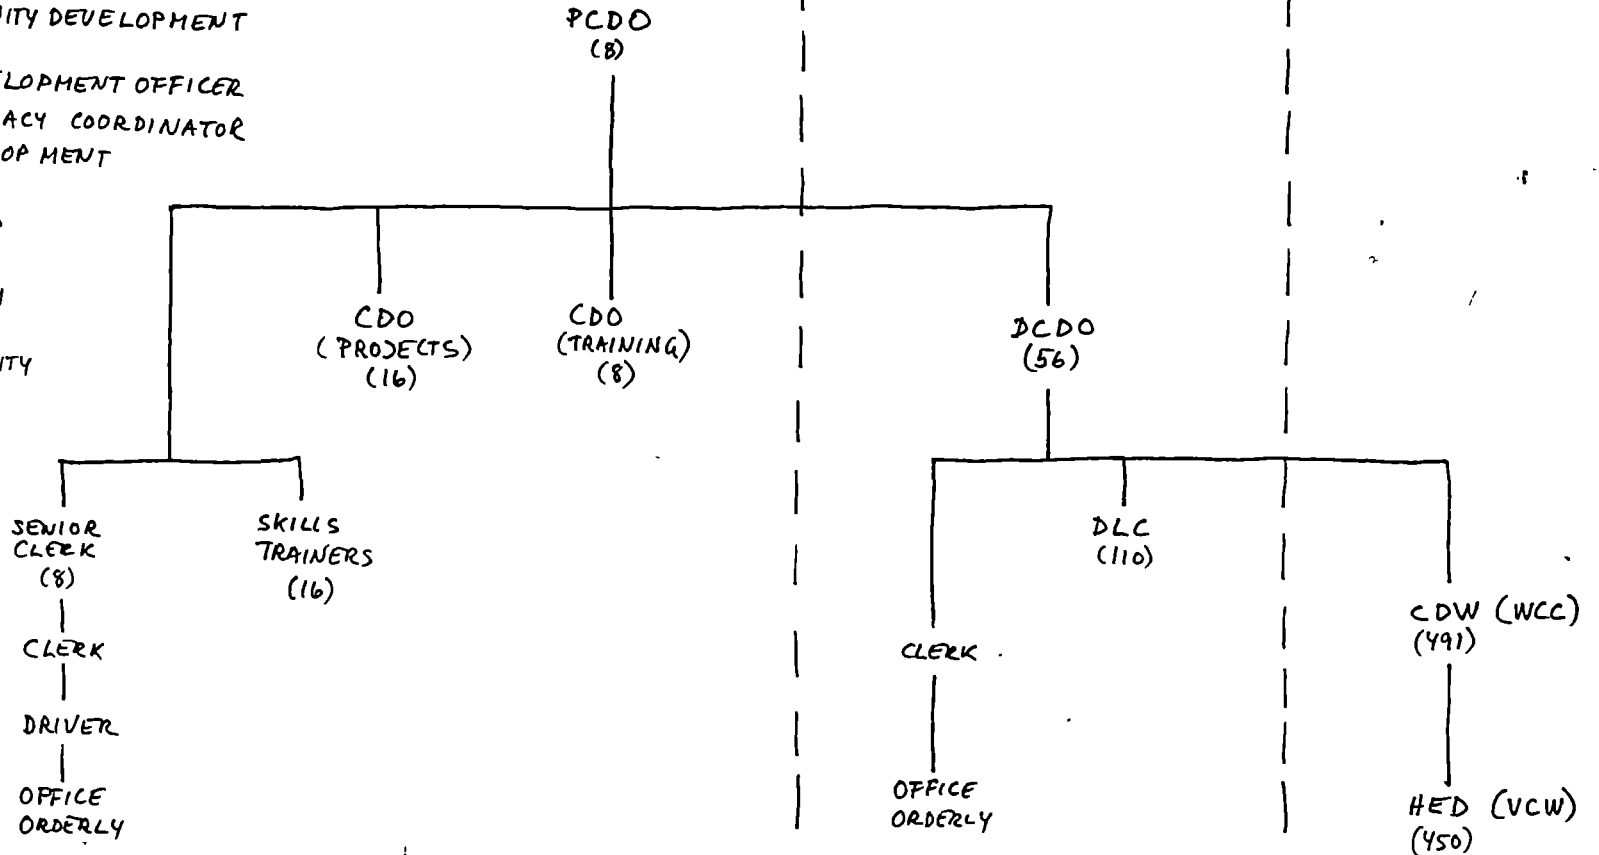 ITY DEVELOPMENT
LOPMENT OFFICER
ACY COORDINATOR
OPMENT
ITY
PCDO
(8)
CDO
(PROJECTS)
(16)
CDO
(TRAINING)
(8)
DCDO
(56)
SENIOR
CLERK
(8)
CLERK
DRIVER
OFFICE
ORDERLY
SKILLS
TRAINERS
(16)
CLERK
OFFICE
ORDERLY
DLC
(110)
CDW (WCC)
(491)
HED (VCW)
(450)